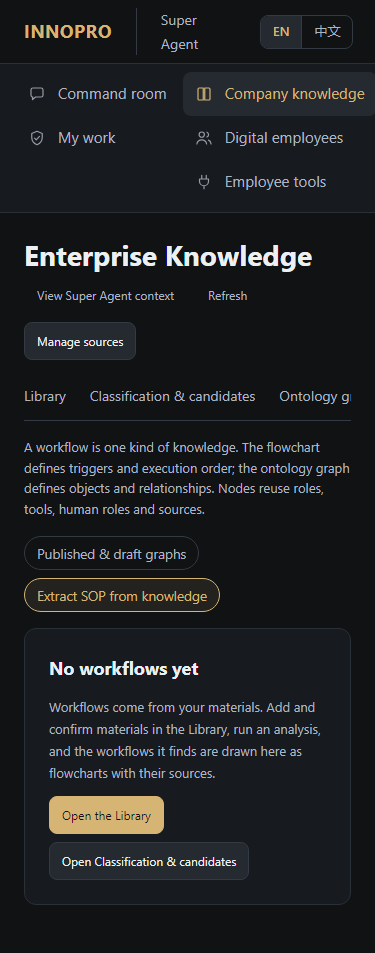 INNOPRO
Super
Agent
EN
中文
Command room
Company knowledge
My work
Digital employees
Employee tools
Enterprise Knowledge
View Super Agent context
Refresh
Manage sources
Library
Classification & candidates
Ontology
A workflow is one kind of knowledge. The flowchart
defines triggers and execution order; the ontology graph
defines objects and relationships. Nodes reuse roles,
tools, human roles and sources.
Published & draft graphs
Extract SOP from knowledge
No workflows yet
Workflows come from your materials. Add and
confirm materials in the Library, run an analysis,
and the workflows it finds are drawn here as
flowcharts with their sources.
Open the Library
Open Classification & candidates